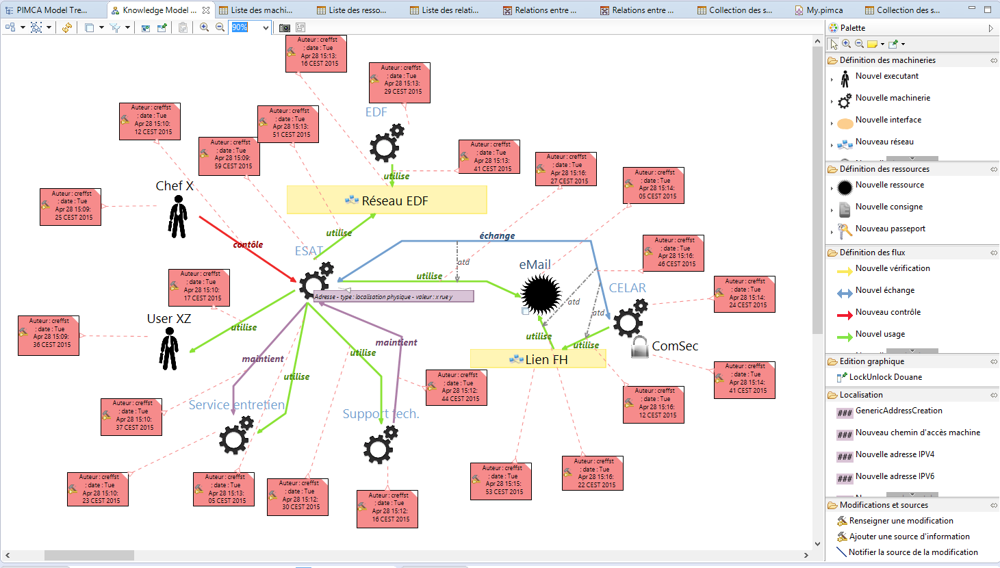 PIMCA Model Tre...
Knowledge Model ...
Liste des machi...
Liste des resso...
Liste des relati...
Relations entre ...
Relations entre ...
Collection des s...
My.pimca
Collection des s...
90%
Auteur : creffst
; date : Tue
Apr 28 15:13:
16 CEST 2015
Auteur : creffst
; date : Tue
Apr 28 15:13:
29 CEST 2015
EDF
Auteur : creffst
; date : Tue
Apr 28 15:10:
12 CEST 2015
Auteur : creffst
; date : Tue
Apr 28 15:13:
51 CEST 2015
Auteur : creffst
; date : Tue
Apr 28 15:09:
59 CEST 2015
Auteur : creffst
; date : Tue
Apr 28 15:13:
41 CEST 2015
Auteur : creffst
; date : Tue
Apr 28 15:16:
27 CEST 2015
Auteur : creffst
; date : Tue
Apr 28 15:14:
05 CEST 2015
utilise
Chef X
Auteur : creffst
; date : Tue
Apr 28 15:09:
25 CEST 2015
Réseau EDF
utilise
échange
contôle
ESAT
Auteur : creffst
; date : Tue
Apr 28 15:16:
46 CEST 2015
atd
eMail
utilise
Auteur : creffst
; date : Tue
Apr 28 15:10:
17 CEST 2015
Adresse - type : localisation physique - valeur : x rue y
CELAR
Auteur : creffst
; date : Tue
Apr 28 15:14:
24 CEST 2015
atd
atd
User XZ
Auteur : creffst
; date : Tue
Apr 28 15:09:
36 CEST 2015
utilise
maintient
utilise
utilise
ComSec
maintient
utilise
Lien FH
utilise
Auteur : creffst
; date : Tue
Apr 28 15:14:
41 CEST 2015
Auteur : creffst
; date : Tue
Apr 28 15:12:
44 CEST 2015
Auteur : creffst
; date : Tue
Apr 28 15:16:
12 CEST 2015
Auteur : creffst
; date : Tue
Apr 28 15:10:
37 CEST 2015
Service entretien
Support tech.
Auteur : creffst
; date : Tue
Apr 28 15:10:
23 CEST 2015
Auteur : creffst
; date : Tue
Apr 28 15:13:
05 CEST 2015
Auteur : creffst
; date : Tue
Apr 28 15:12:
30 CEST 2015
Auteur : creffst
; date : Tue
Apr 28 15:12:
16 CEST 2015
Auteur : creffst
; date : Tue
Apr 28 15:15:
53 CEST 2015
Auteur : creffst
; date : Tue
Apr 28 15:16:
22 CEST 2015
Palette
Définition des machineries
Nouvel executant
Nouvelle machinerie
Nouvelle interface
Nouveau réseau
Définition des ressources
Nouvelle ressource
Nouvelle consigne
Nouveau passeport
Définition des flux
Nouvelle vérification
Nouvel échange
Nouveau contrôle
Nouvel usage
Edition graphique
LockUnlock Douane
Localisation
### GenericAddressCreation
### Nouveau chemin d'accès machine
### Nouvelle adresse IPV4
### Nouvelle adresse IPV6
Modifications et sources
Renseigner une modification
Ajouter une source d'information
Notifier la source de la modification